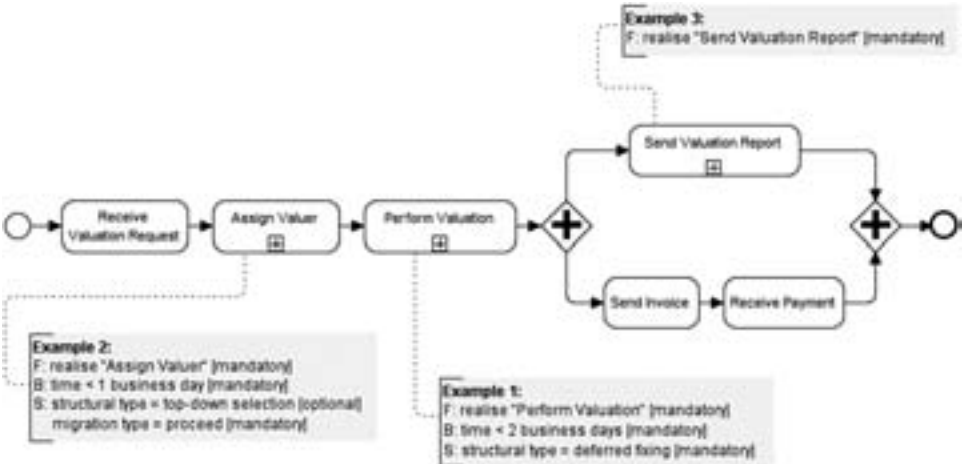 Example 3:
F: realise "Send Valuation Report" [mandatory]
Send Valuation Report
Receive
Valuation Request
Assign Valuer
Perform Valuation
Send Invoice
Receive Payment
Example 2:
F: realise "Assign Valuer" [mandatory]
B: time < 1 business day [mandatory]
S: structural type = top-down selection [optional]
migration type = proceed [mandatory]
Example 1:
F: realise "Perform Valuation" [mandatory]
B: time < 2 business days [mandatory]
S: structural type = deferred fixing [mandatory]